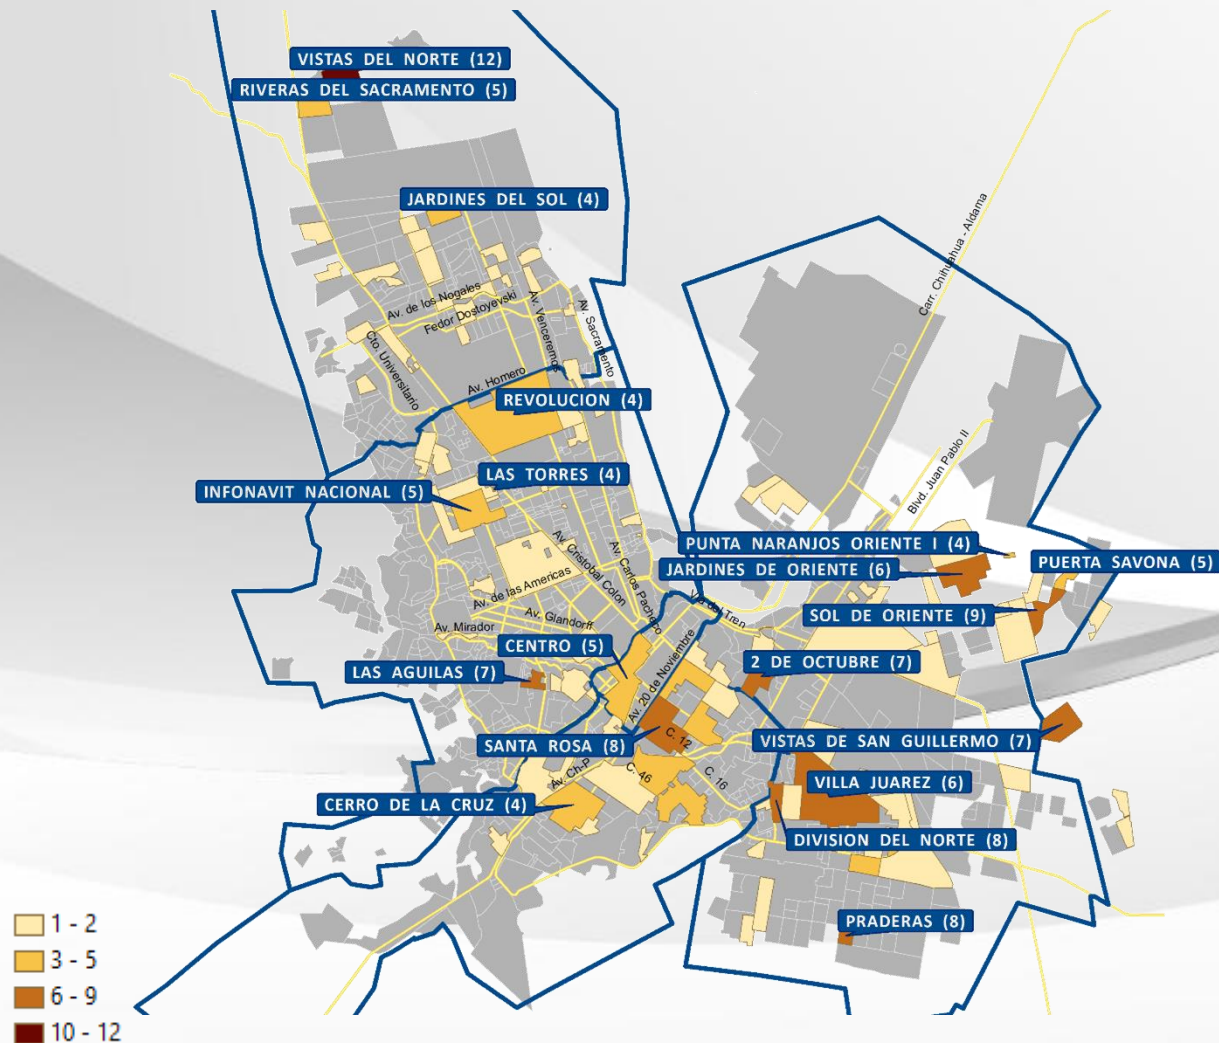 VISTAS DEL NORTE (12)
RIVERAS DEL SACRAMENTO (5)
JARDINES DEL SOL (4)
Carr. Chihuahua - Aldama
Av. de los Nogales
Fedor Dostoyevski
Av. Venceremos
Av. Sacramento
Cto. Universitario
Av. Homero
REVOLUCION (4)
LAS TORRES (4)
INFONAVIT NACIONAL (5)
Blvd. Juan Pablo II
PUNTA NARANJOS ORIENTE I (4)
PUERTA SAVONA (5)
JARDINES DE ORIENTE (6)
Av. Cristobal Colon
Av. Carlos Pacheco
Av. de las Americas
Via del Tren
SOL DE ORIENTE (9)
Av. Glandorff
Av. Mirador
CENTRO (5)
2 DE OCTUBRE (7)
LAS AGUILAS (7)
Av. 20 de Noviembre
SANTA ROSA (8)
C. 12
VISTAS DE SAN GUILLERMO (7)
Av. Ch-P
C. 46
C. 16
VILLA JUAREZ (6)
CERRO DE LA CRUZ (4)
DIVISION DEL NORTE (8)
PRADERAS (8)
1 - 2
3 - 5
6 - 9
10 - 12